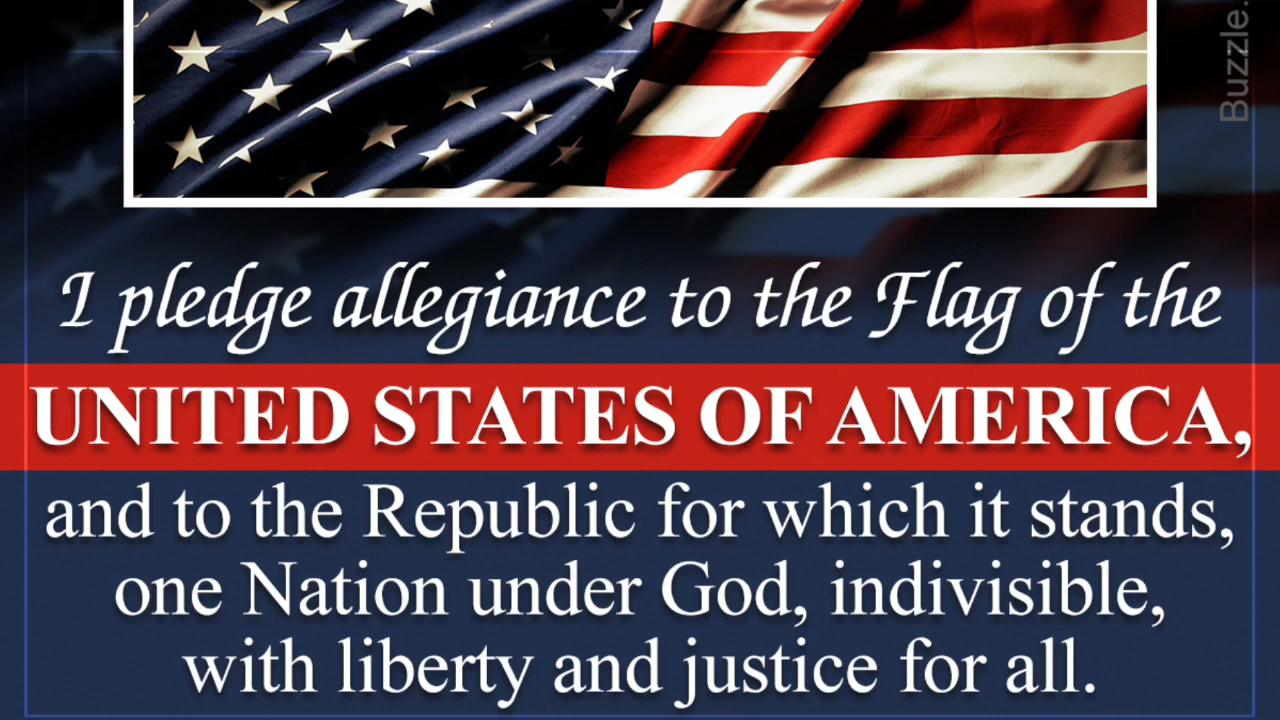 Buzzle.
I pledge allegiance to the Flag of the
UNITED STATES OF AMERICA,
and to the Republic for which it stands,
one Nation under God, indivisible,
with liberty and justice for all.